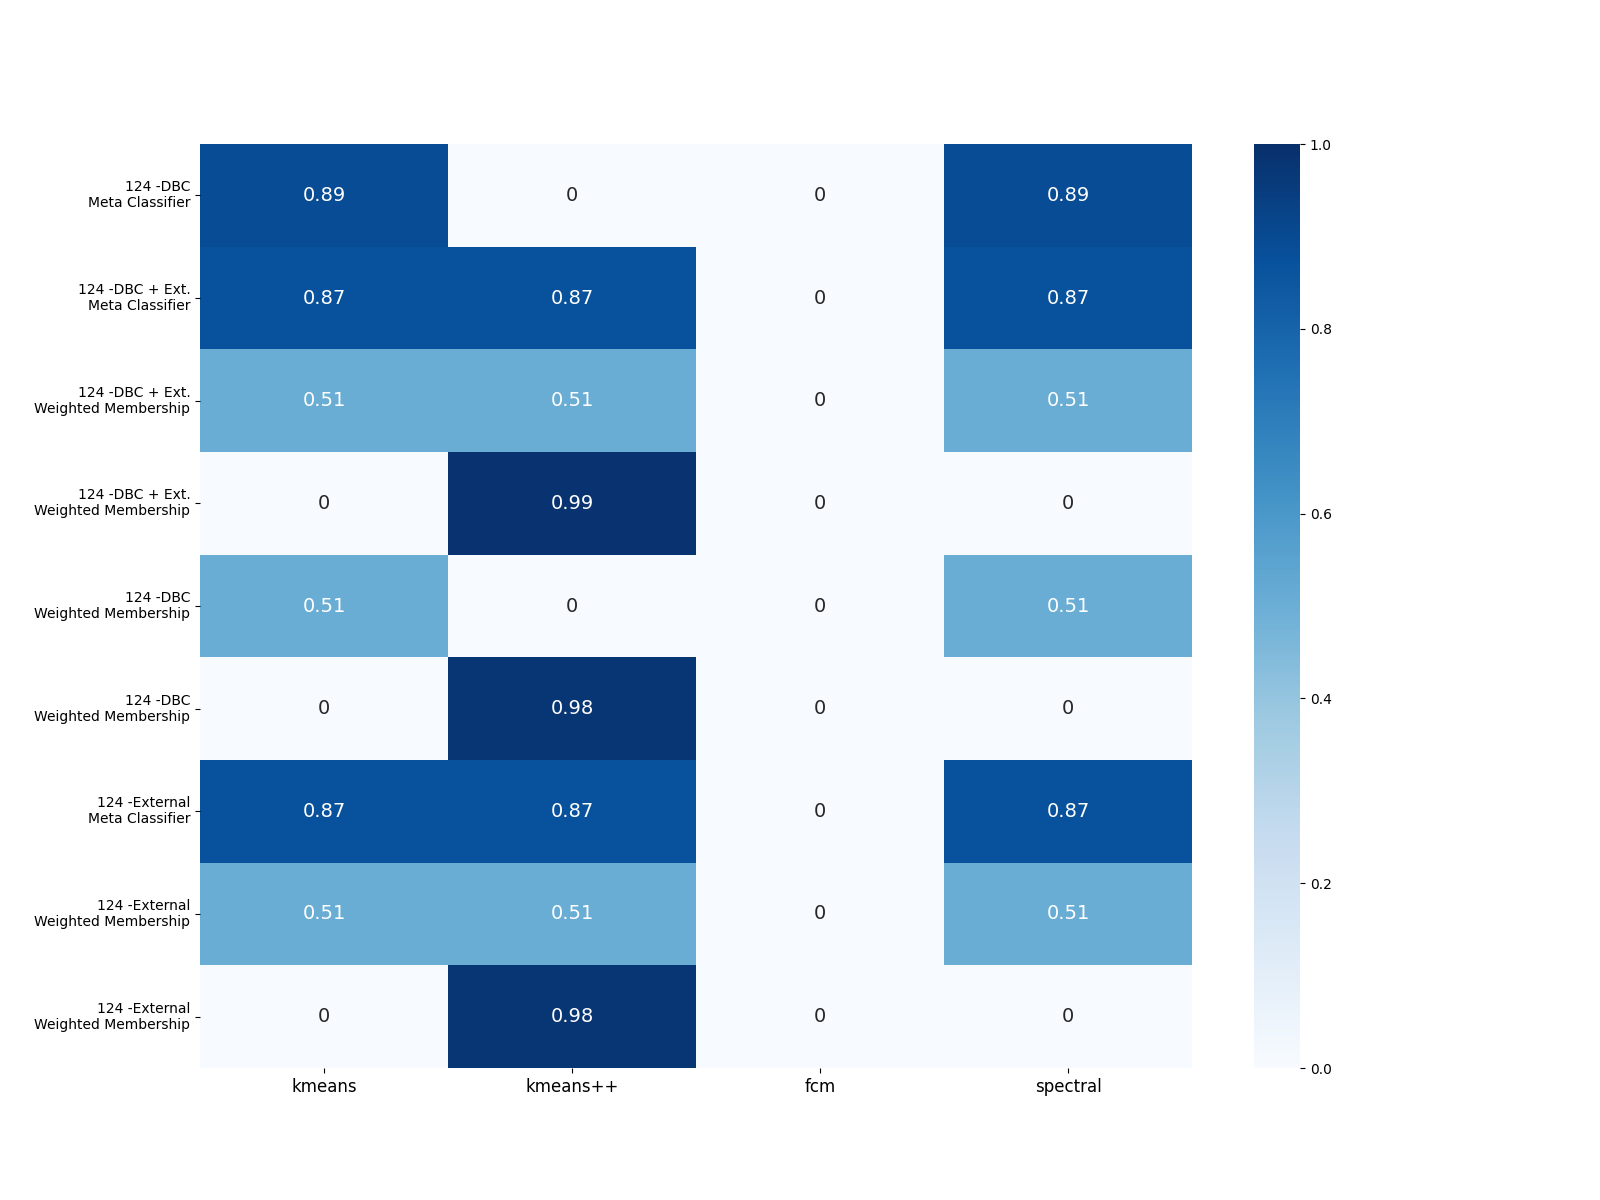 124 -DBC
Meta Classifier
0.89 0 0 0.89
124 -DBC + Ext.
Meta Classifier
0.87 0.87 0 0.87
124 -DBC + Ext.
Weighted Membership
0.51 0.51 0 0.51
124 -DBC + Ext.
Weighted Membership
0 0.99 0 0
124 -DBC
Weighted Membership
0.51 0 0 0.51
124 -DBC
Weighted Membership
0 0.98 0 0
124 -External
Meta Classifier
0.87 0.87 0 0.87
124 -External
Weighted Membership
0.51 0.51 0 0.51
124 -External
Weighted Membership
0 0.98 0 0
kmeans kmeans++ fcm spectral
1.0
0.8
0.6
0.4
0.2
0.0